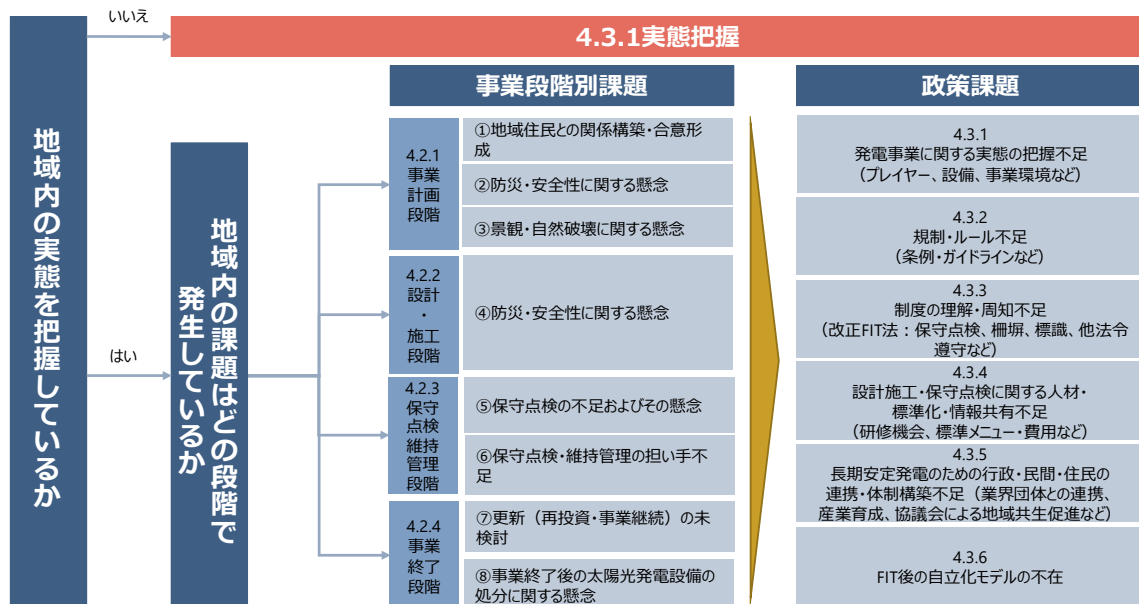 いいえ
4.3.1実態把握
地域内の実態を把握しているか
はい
地域内の課題はどの段階で
発生しているか
事業段階別課題
4.2.1
事業
計画
段階
①地域住民との関係構築・合意形
成
②防災・安全性に関する懸念
③景観・自然破壊に関する懸念
4.2.2
設計
・
施工
段階
④防災・安全性に関する懸念
4.2.3
保守
点検
維持
管理
段階
⑤保守点検の不足およびその懸念
⑥保守点検・維持管理の担い手不
足
4.2.4
事業
終了
段階
⑦更新（再投資・事業継続）の未
検討
⑧事業終了後の太陽光発電設備の
処分に関する懸念
政策課題
4.3.1
発電事業に関する実態の把握不足
（プレイヤー、設備、事業環境など）
4.3.2
規制・ルール不足
（条例・ガイドラインなど）
4.3.3
制度の理解・周知不足
（改正FIT法：保守点検、柵塀、標識、他法令
遵守など）
4.3.4
設計施工・保守点検に関する人材・
標準化・情報共有不足
（研修機会、標準メニュー・費用など）
4.3.5
長期安定発電のための行政・民間・住民の
連携・体制構築不足（業界団体との連携、
産業育成、協議会による地域共生促進など）
4.3.6
FIT後の自立化モデルの不在